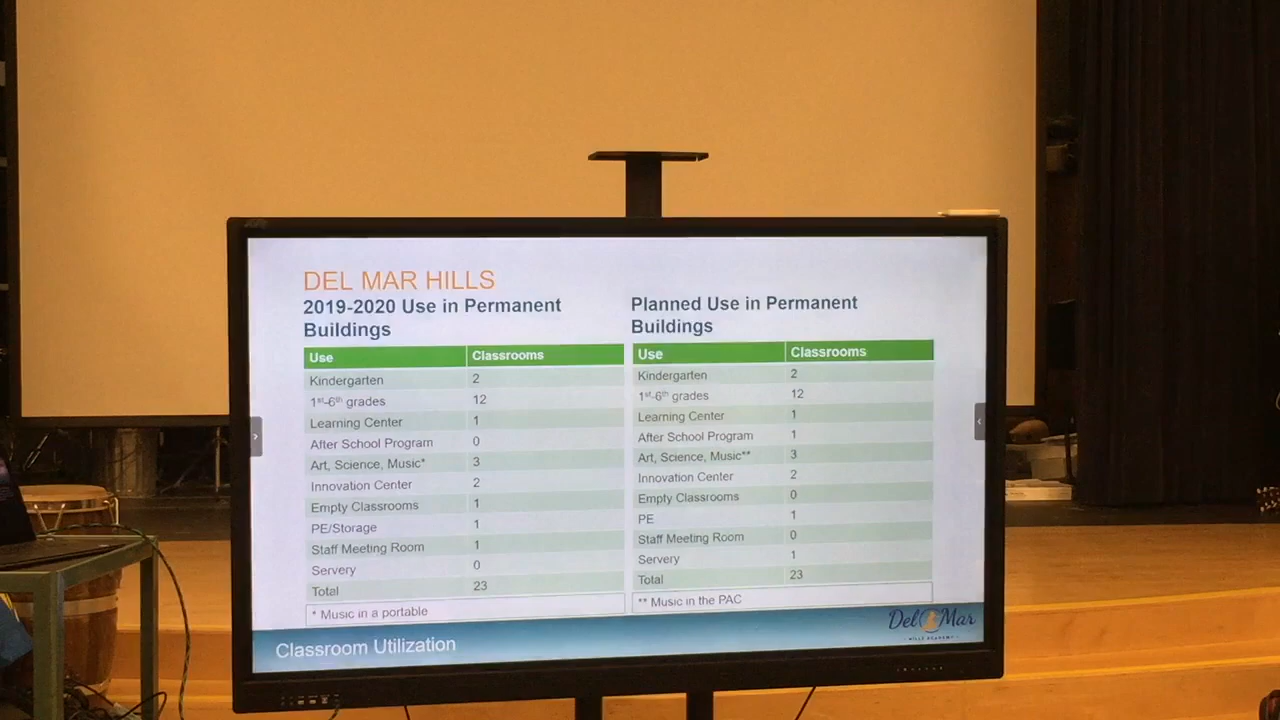 DEL MAR HILLS
2019-2020 Use in Permanent
Buildings
Use Classrooms
Kindergarten 2
1st-6th grades 12
Learning Center 1
After School Program 0
Art, Science, Music* 3
Innovation Center 2
Empty Classrooms 1
PE/Storage 1
Staff Meeting Room 1
Servery 0
Total 23
* Music in a portable
Planned Use in Permanent
Buildings
Use Classrooms
Kindergarten 2
1st-6th grades 12
Learning Center 1
After School Program 1
Art, Science, Music** 3
Innovation Center 2
Empty Classrooms 0
PE 1
Staff Meeting Room 0
Servery 1
Total 23
** Music in the PAC
Classroom Utilization
Del Mar
HILLS ACADEMY